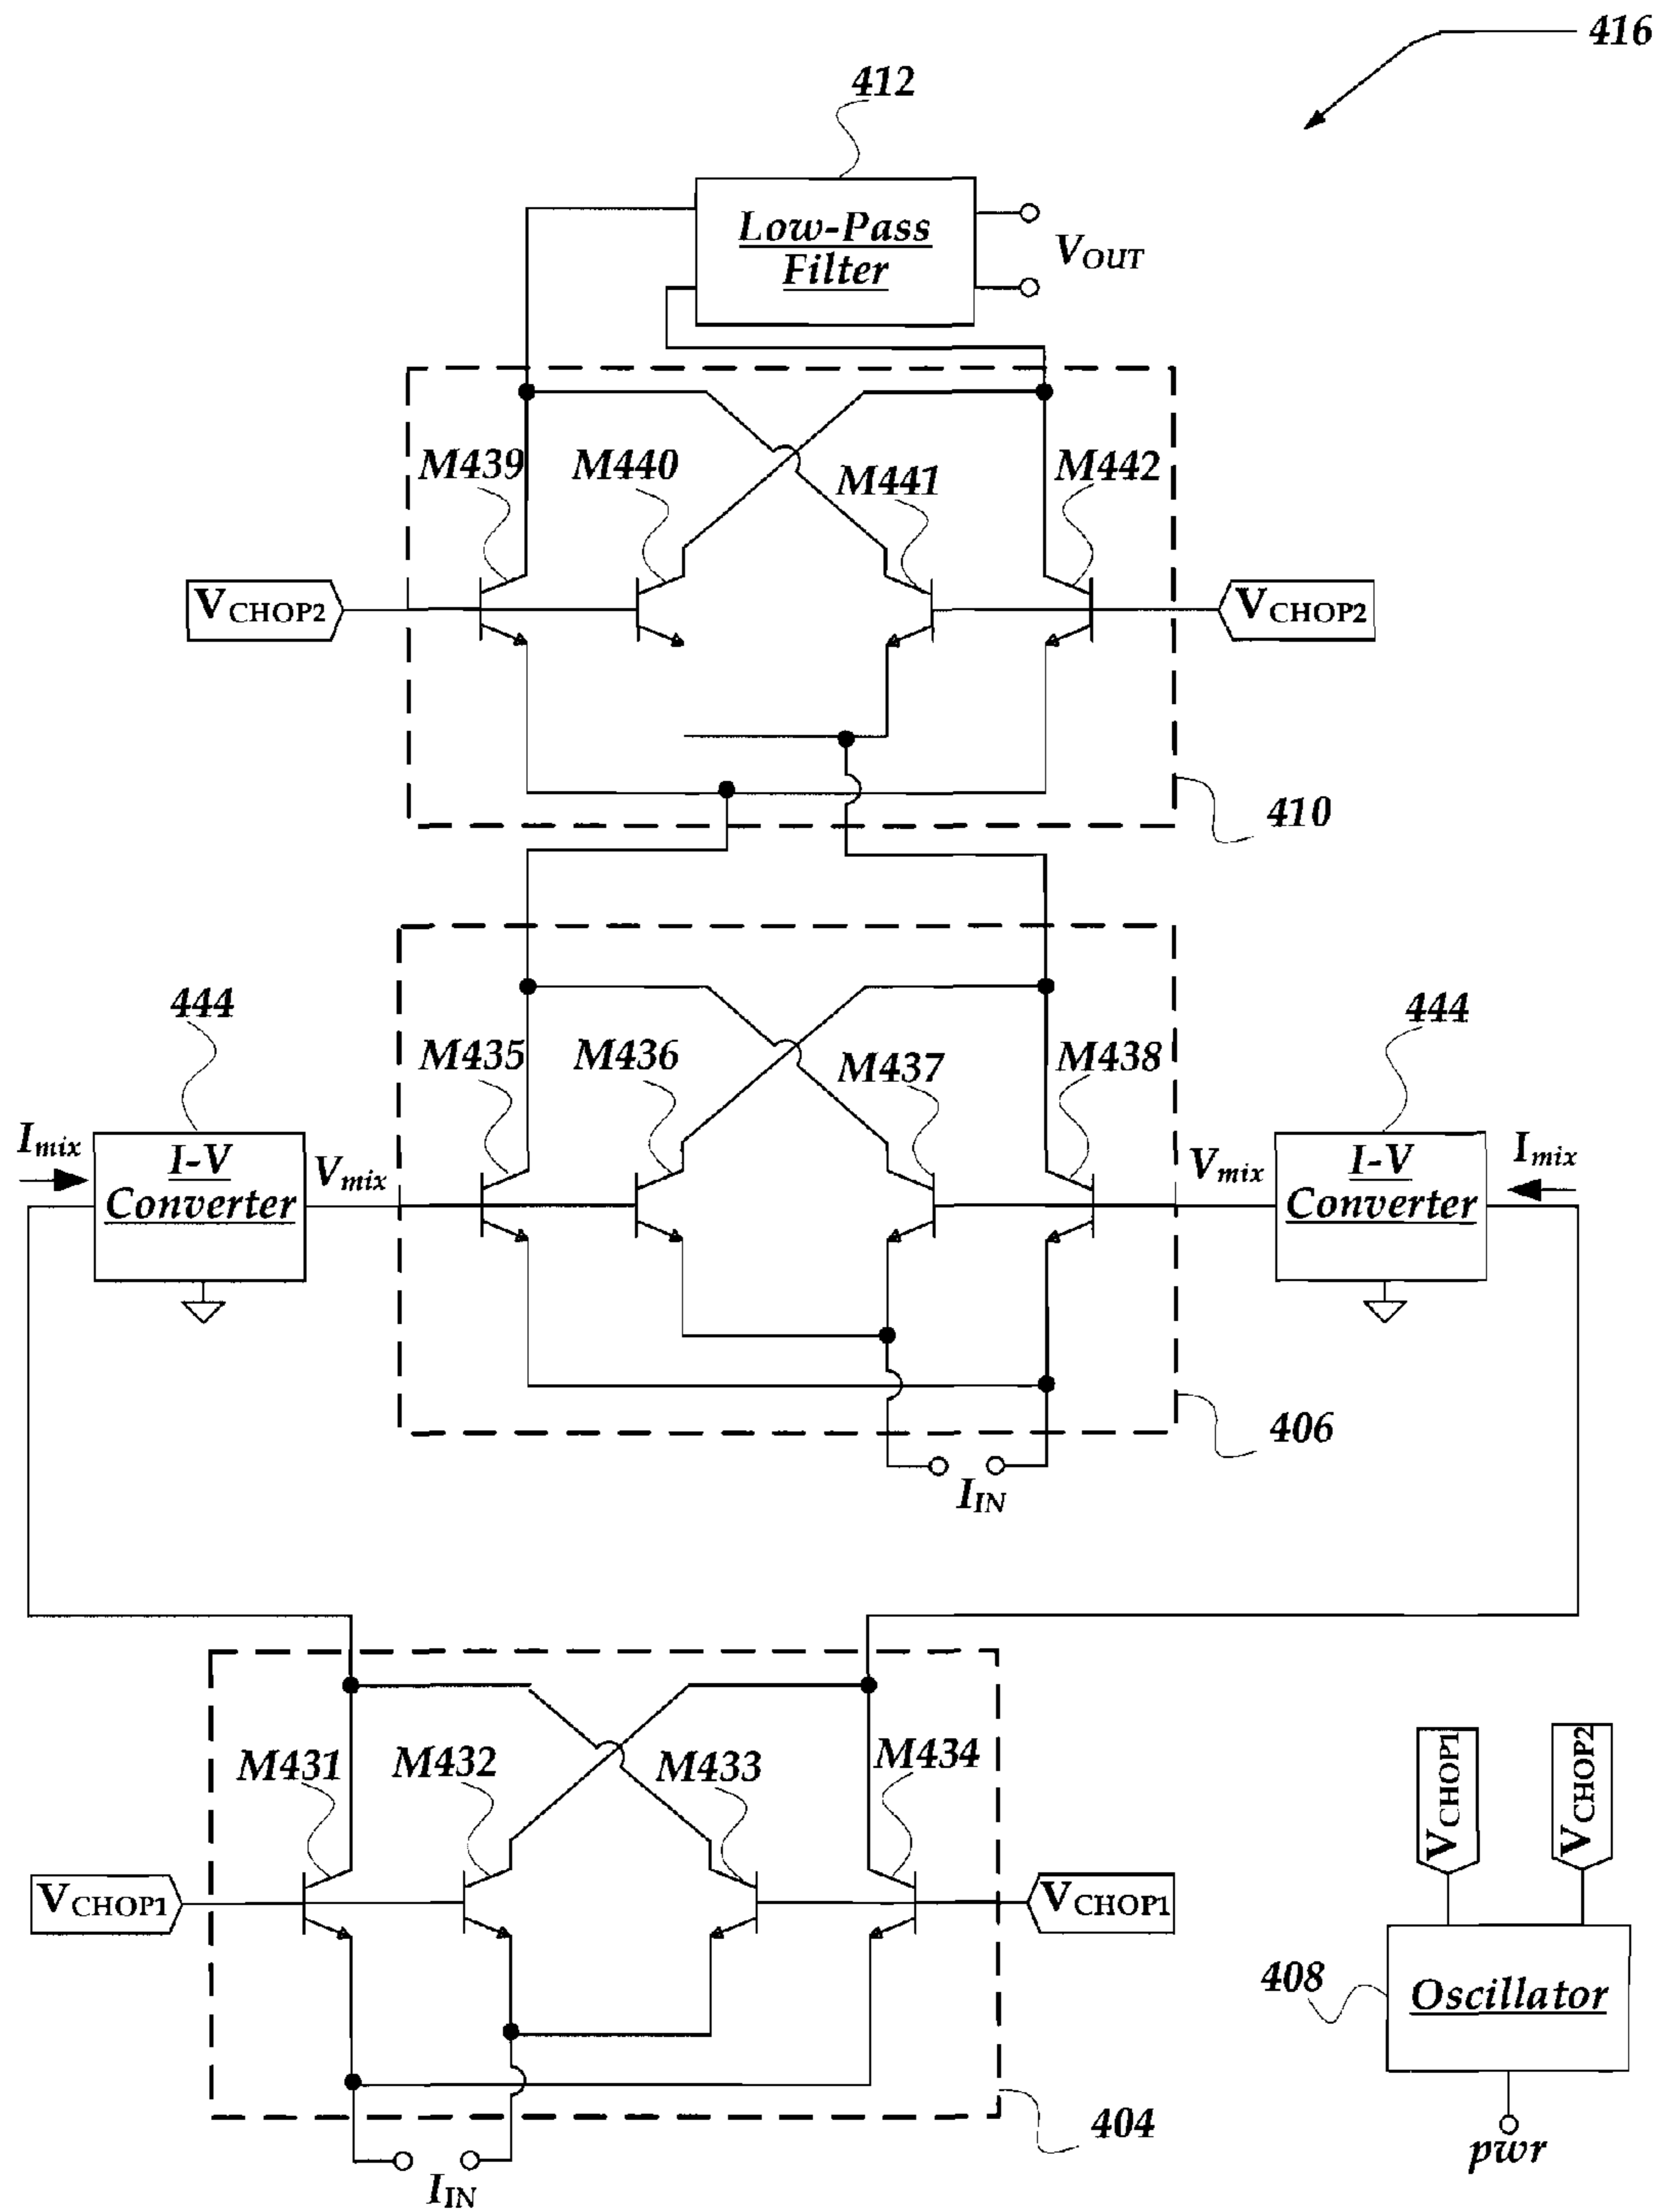 416
412
Low-Pass
Filter
VOUT
M439
M440
M441
M442
VCHOP2
VCHOP2
410
444
444
M435
M436
M437
M438
Imix
I-V
Converter
Vmix
Vmix
I-V
Converter
Imix
406
IIN
M431
M432
M433
M434
VCHOP1
VCHOP2
VCHOP1
VCHOP1
408
Oscillator
404
pwr
IIN